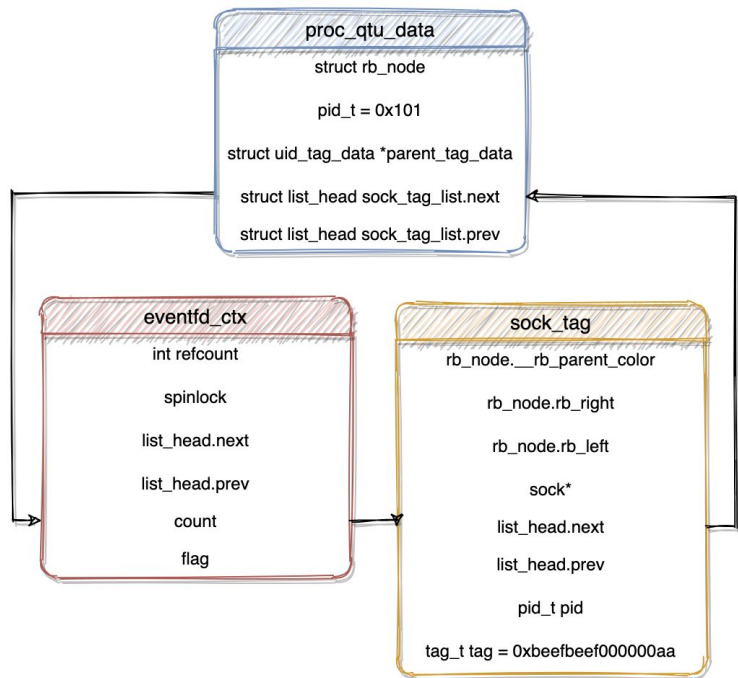 proc_qtu_data
struct rb_node
pid_t = 0x101
struct uid_tag_data *parent_tag_data
struct list_head sock_tag_list.next
struct list_head sock_tag_list.prev
eventfd_ctx
int refcount
spinlock
list_head.next
list_head.prev
count
flag
sock_tag
rb_node.__rb_parent_color
rb_node.rb_right
rb_node.rb_left
sock*
list_head.next
list_head.prev
pid_t pid
tag_t tag = 0xbeefbeef000000aa